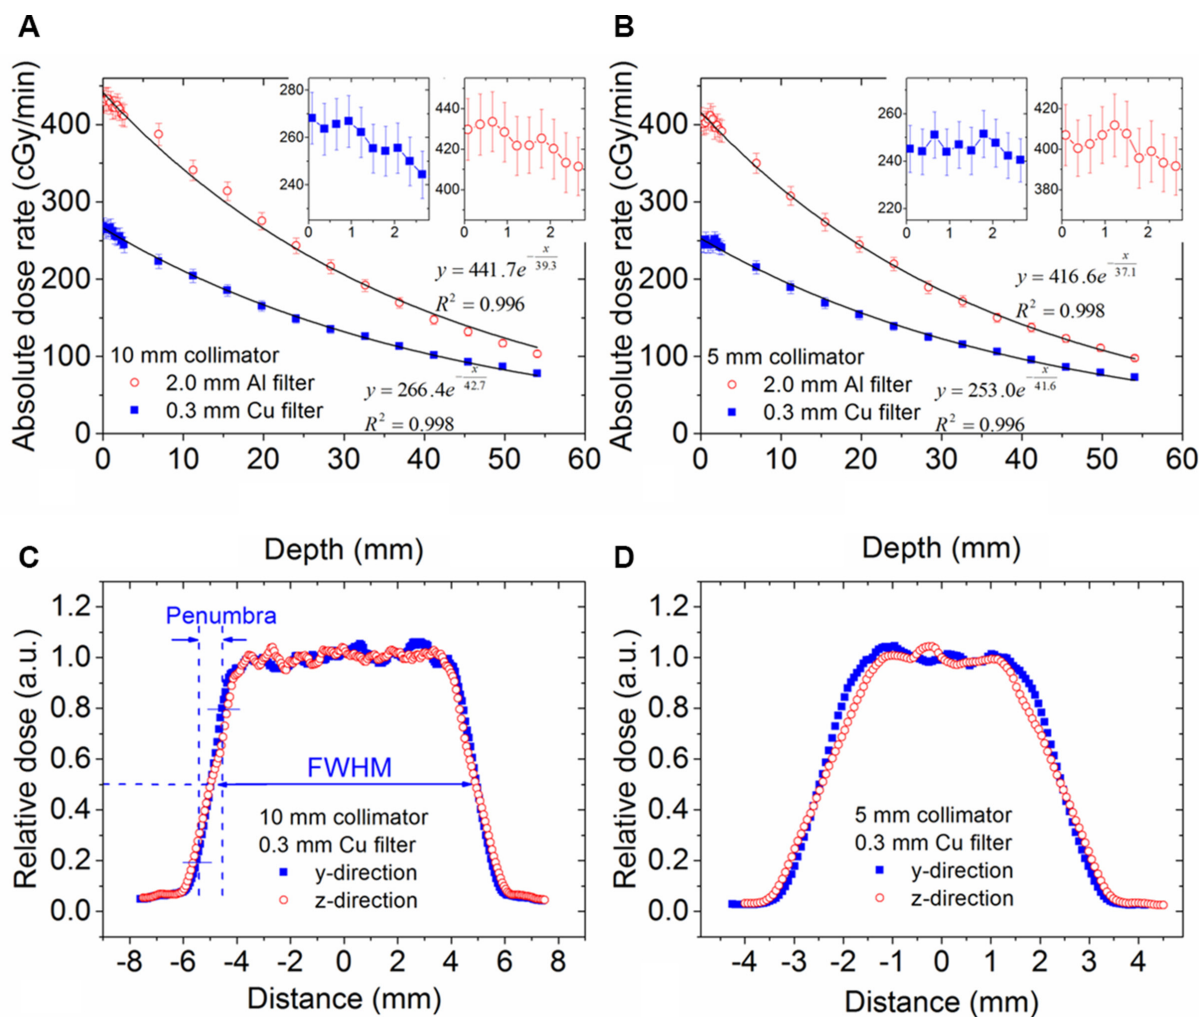 A
B
Absolute dose rate (cGy/min)
400
300
200
100
0
280
260
240
0 1 2
440
420
400
0 1 2
y = 441.7e^{-x/39.3}
R² = 0.996
10 mm collimator
2.0 mm Al filter
0.3 mm Cu filter
y = 266.4e^{-x/42.7}
R² = 0.998
0 10 20 30 40 50 60
Depth (mm)
Absolute dose rate (cGy/min)
400
300
200
100
0
260
240
220
0 1 2
420
400
380
0 1 2
y = 416.6e^{-x/37.1}
R² = 0.998
5 mm collimator
2.0 mm Al filter
0.3 mm Cu filter
y = 253.0e^{-x/41.6}
R² = 0.996
0 10 20 30 40 50 60
Depth (mm)
C
D
Relative dose (a.u.)
1.2
1.0
0.8
0.6
0.4
0.2
0.0
Penumbra
FWHM
10 mm collimator
0.3 mm Cu filter
y-direction
z-direction
-8 -6 -4 -2 0 2 4 6 8
Distance (mm)
Relative dose (a.u.)
1.2
1.0
0.8
0.6
0.4
0.2
0.0
5 mm collimator
0.3 mm Cu filter
y-direction
z-direction
-4 -3 -2 -1 0 1 2 3 4
Distance (mm)